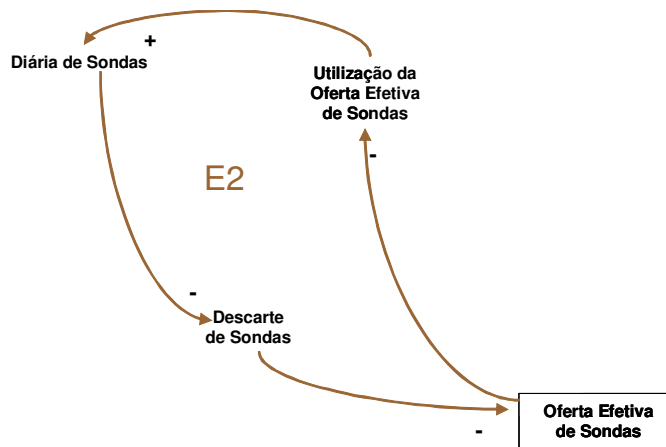 +
Diária de Sondas
Utilização da
Oferta Efetiva
de Sondas
-
E2
-
Descarte
de Sondas
Oferta Efetiva
de Sondas
-